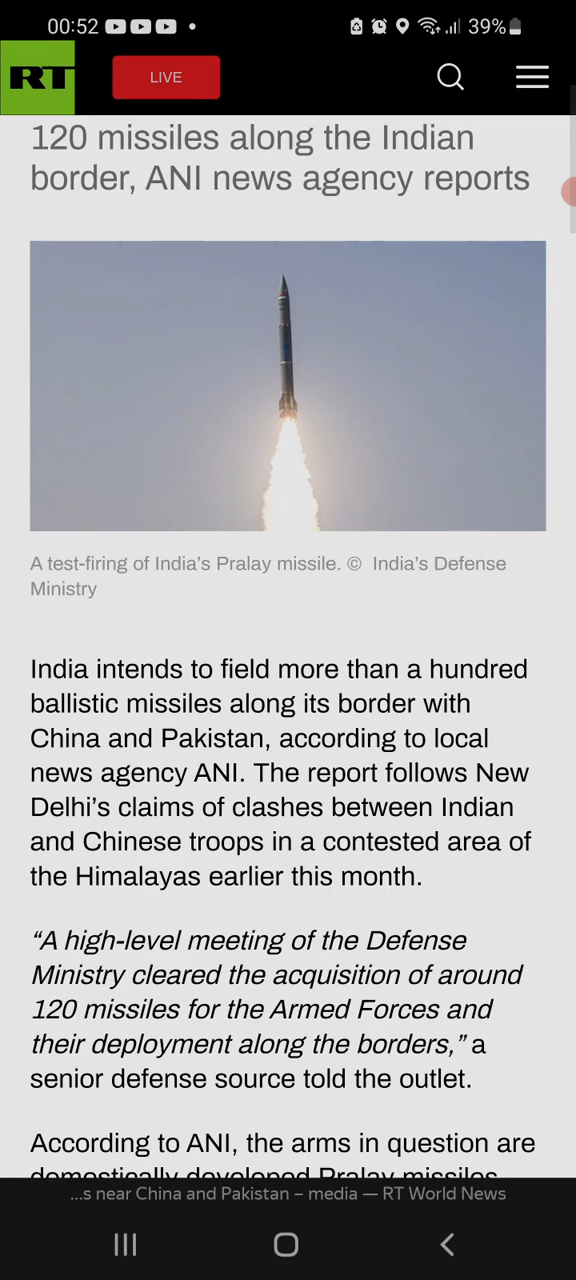 00:52
39%
RT
LIVE
120 missiles along the Indian
border, ANI news agency reports
A test-firing of India’s Pralay missile. © India’s Defense
Ministry
India intends to field more than a hundred
ballistic missiles along its border with
China and Pakistan, according to local
news agency ANI. The report follows New
Delhi’s claims of clashes between Indian
and Chinese troops in a contested area of
the Himalayas earlier this month.
“A high-level meeting of the Defense
Ministry cleared the acquisition of around
120 missiles for the Armed Forces and
their deployment along the borders,” a
senior defense source told the outlet.
According to ANI, the arms in question are
domestically developed Pralay missiles
...s near China and Pakistan – media — RT World News